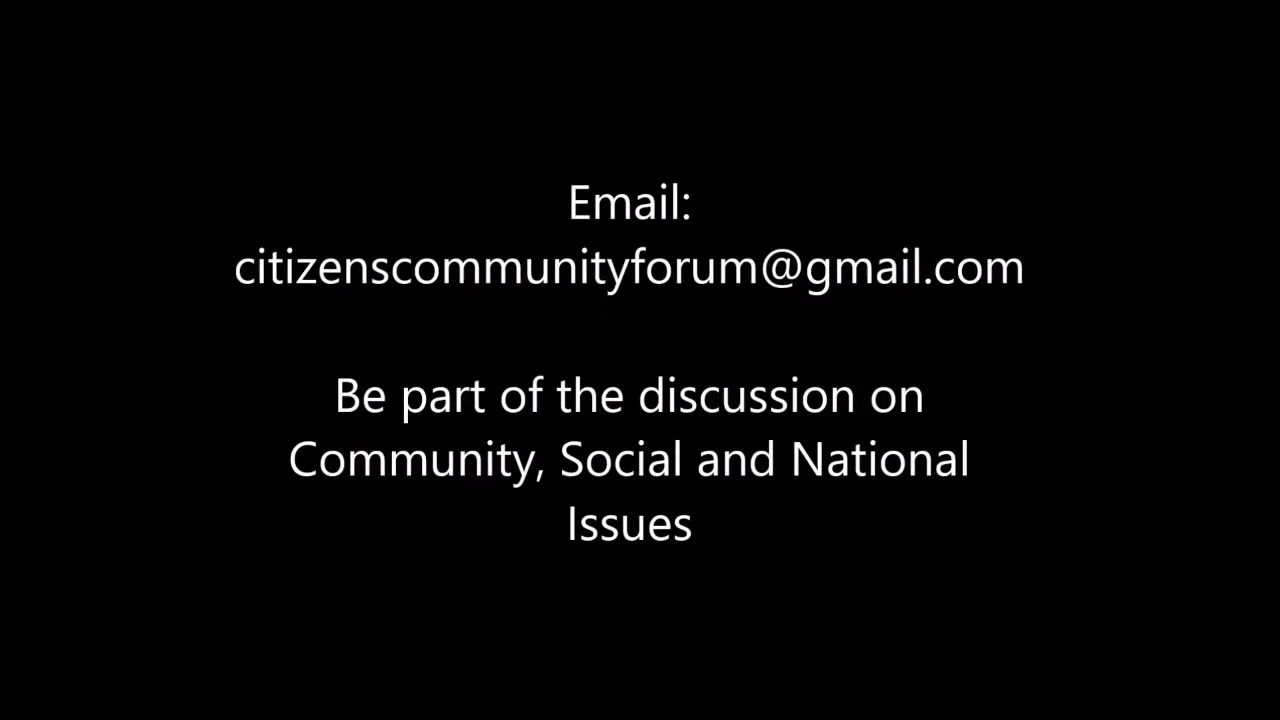 Email:
citizenscommunityforum@gmail.com
Be part of the discussion on
Community, Social and National
Issues